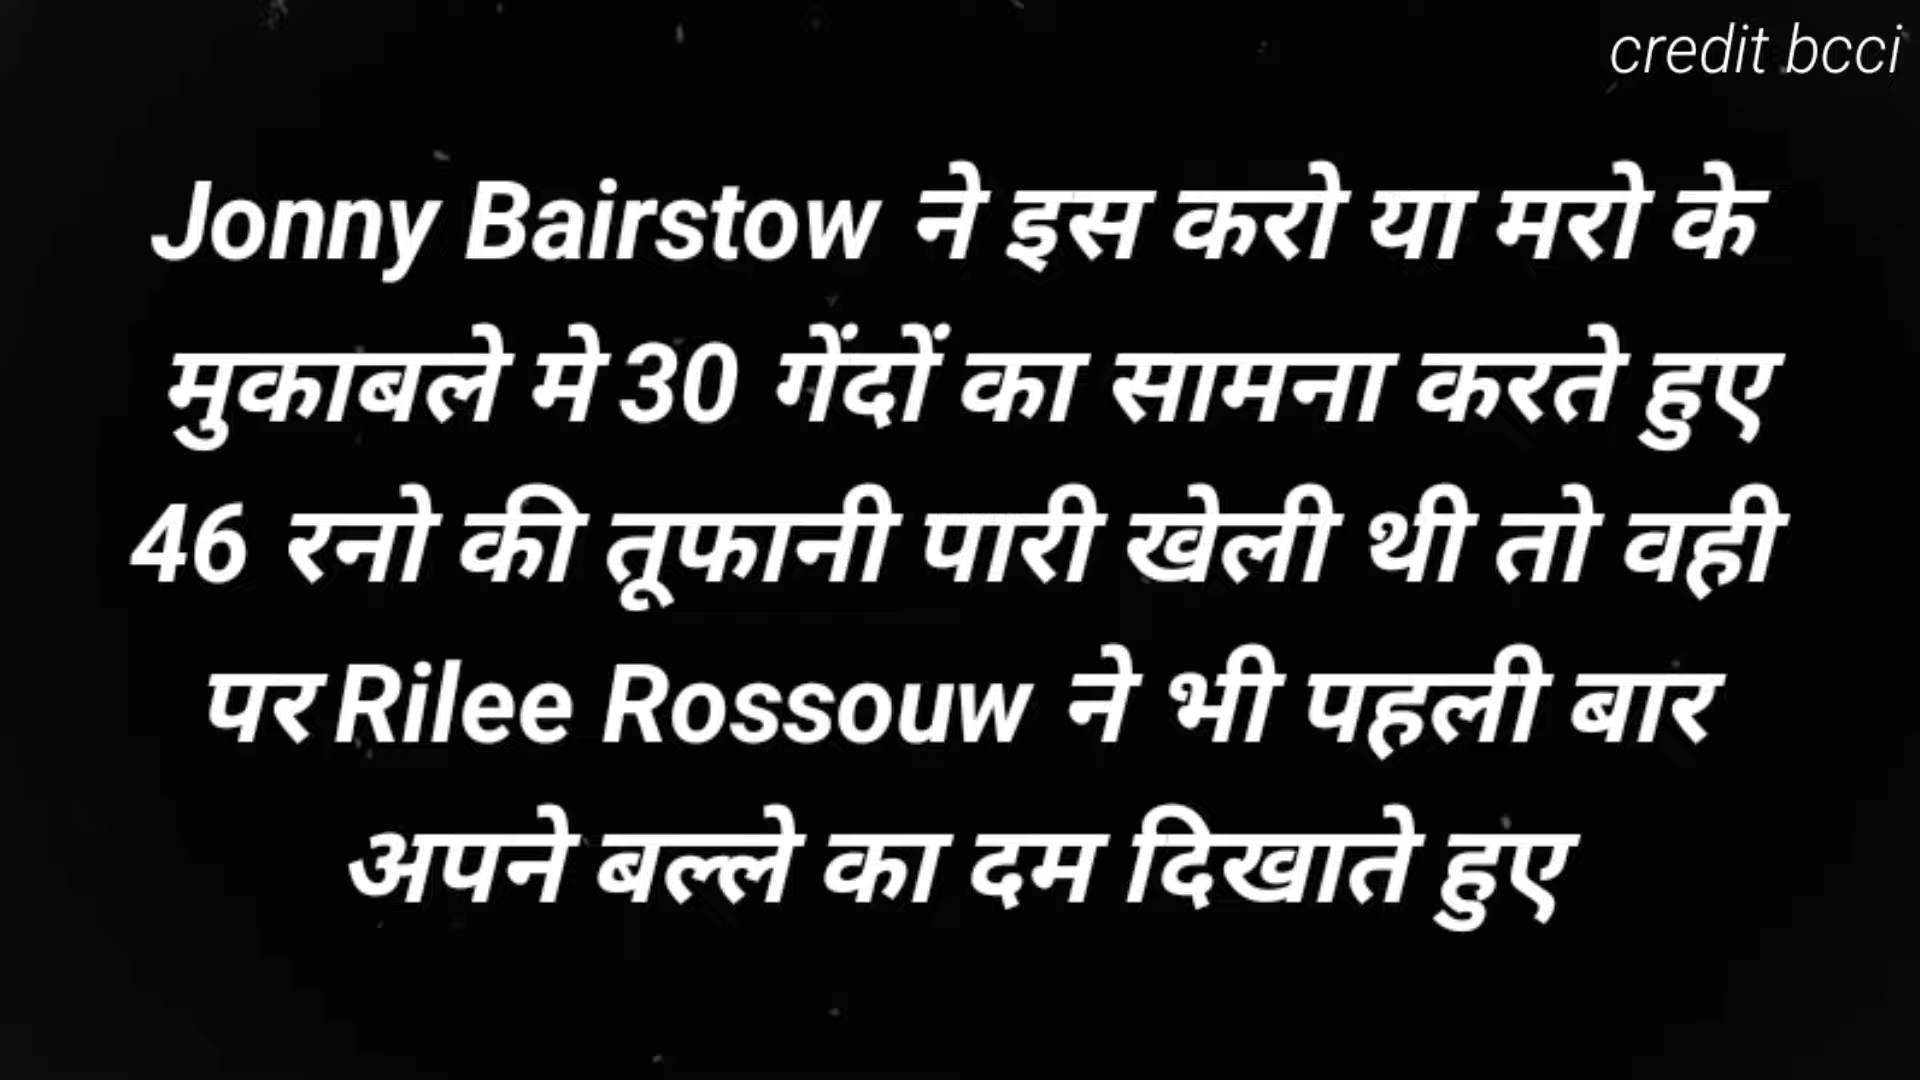 credit bcci
Jonny Bairstow ने इस करो या मरो के
मुकाबले मे 30 गेंदों का सामना करते हुए
46 रनो की तूफानी पारी खेली थी तो वही
पर Rilee Rossouw ने भी पहली बार
अपने बल्ले का दम दिखाते हुए